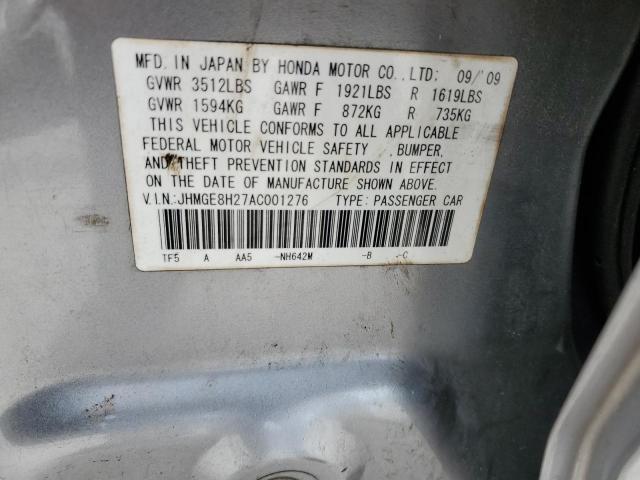 MFD. IN JAPAN BY HONDA MOTOR CO.,LTD: 09/'09
GVWR 3512LBS GAWR F 1921LBS R 1619LBS
GVWR 1594KG GAWR F 872KG R 735KG
THIS VEHICLE CONFORMS TO ALL APPLICABLE
FEDERAL MOTOR VEHICLE SAFETY ,BUMPER,
AND THEFT PREVENTION STANDARDS IN EFFECT
ON THE DATE OF MANUFACTURE SHOWN ABOVE.
V.I.N.:JHMGE8H27AC001276 TYPE: PASSENGER CAR
TF5 A AA5 -NH642M -B -C